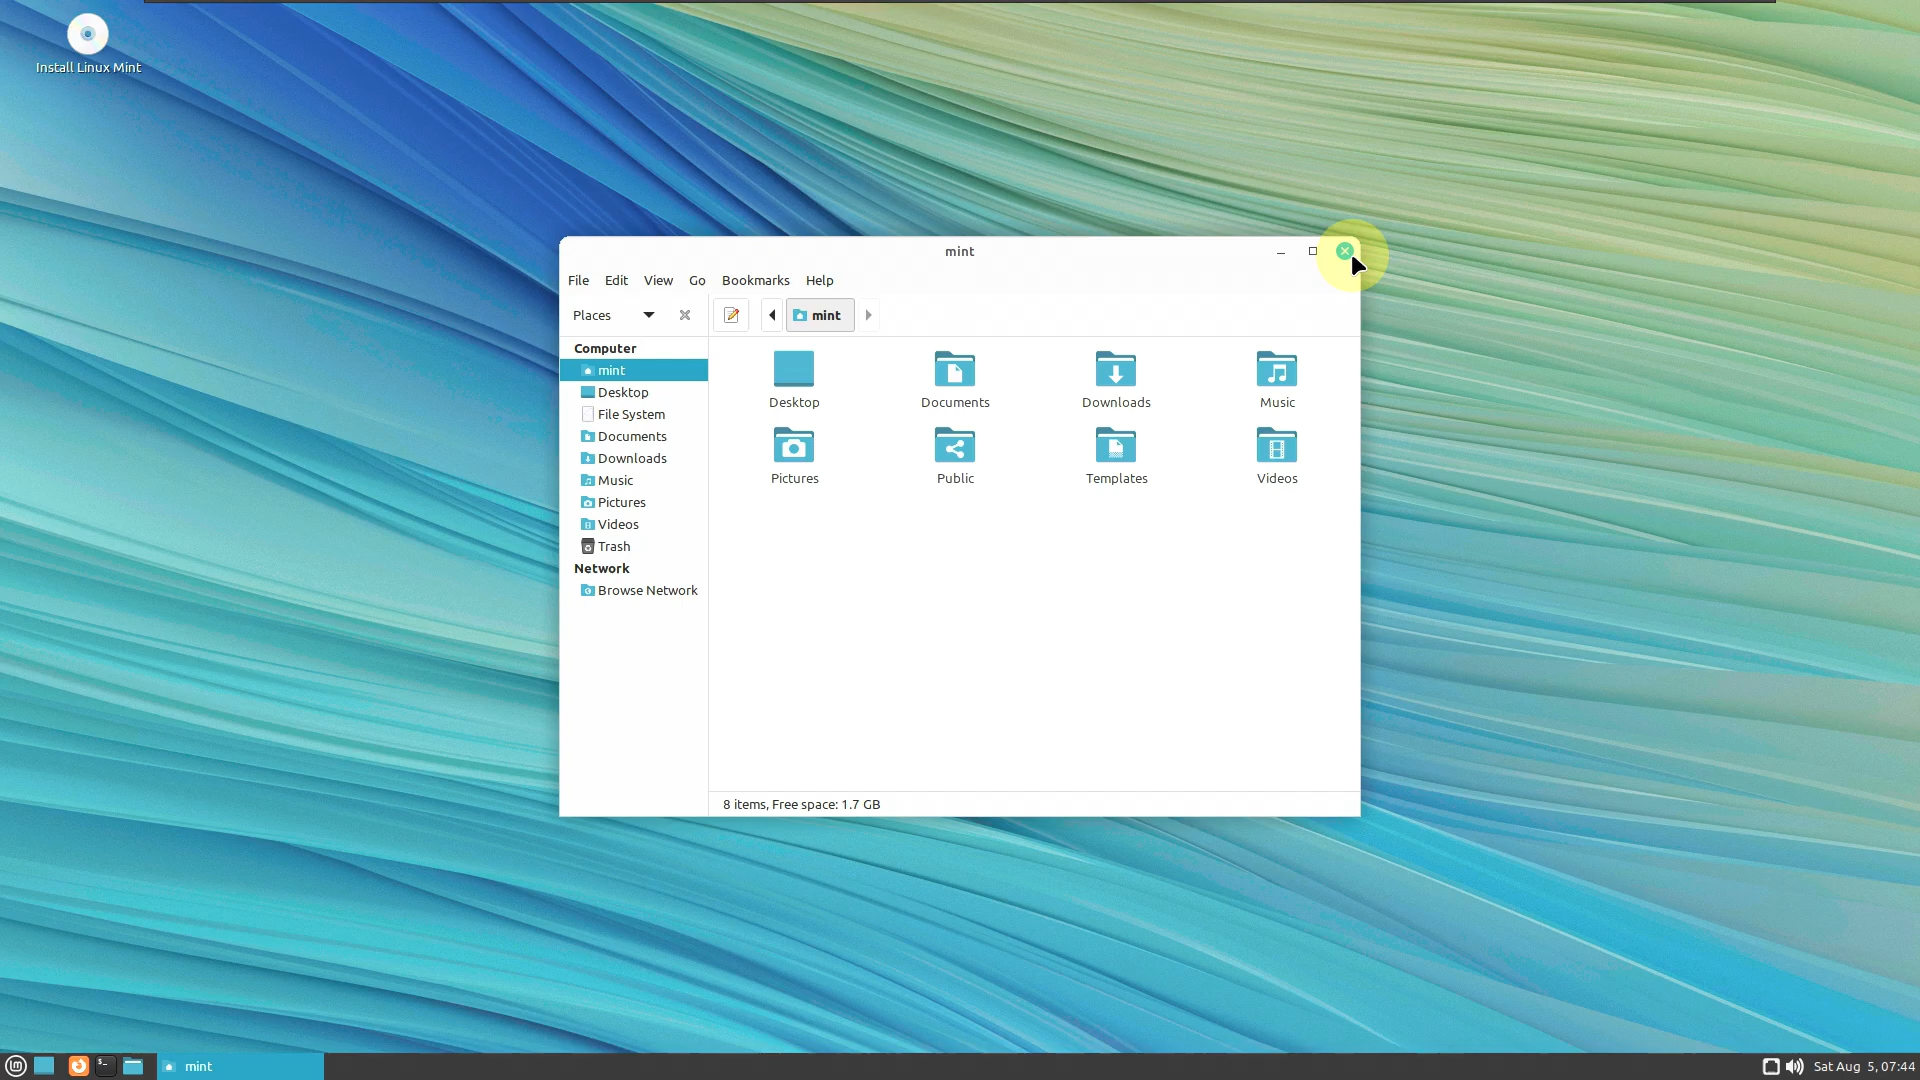 Install Linux Mint
mint
File Edit View Go Bookmarks Help
Places
mint
Computer
mint
Desktop
File System
Documents
Downloads
Music
Pictures
Videos
Trash
Network
Browse Network
Desktop Documents Downloads Music
Pictures Public Templates Videos
8 items, Free space: 1.7 GB
mint
Sat Aug 5, 07:44